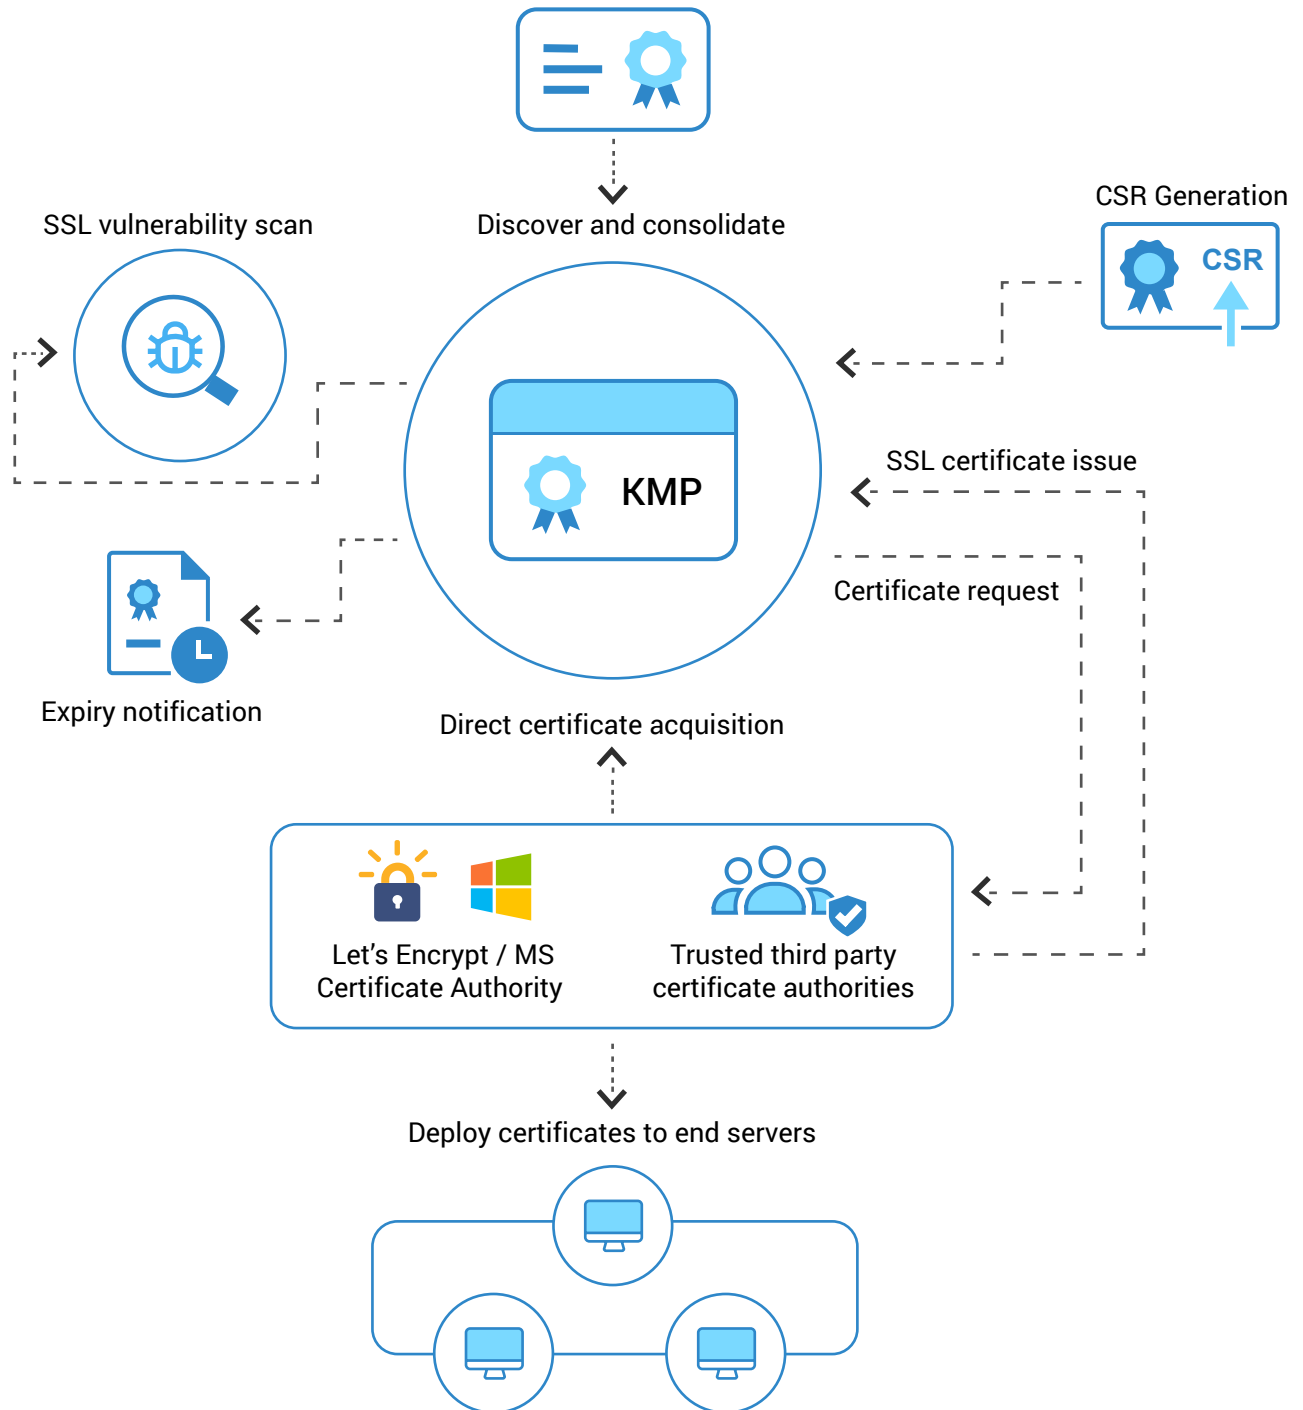 CSR Generation
SSL vulnerability scan
Discover and consolidate
CSR
SSL certificate issue
KMP
Certificate request
Expiry notification
Direct certificate acquisition
Let's Encrypt / MS
Certificate Authority
Trusted third party
certificate authorities
Deploy certificates to end servers